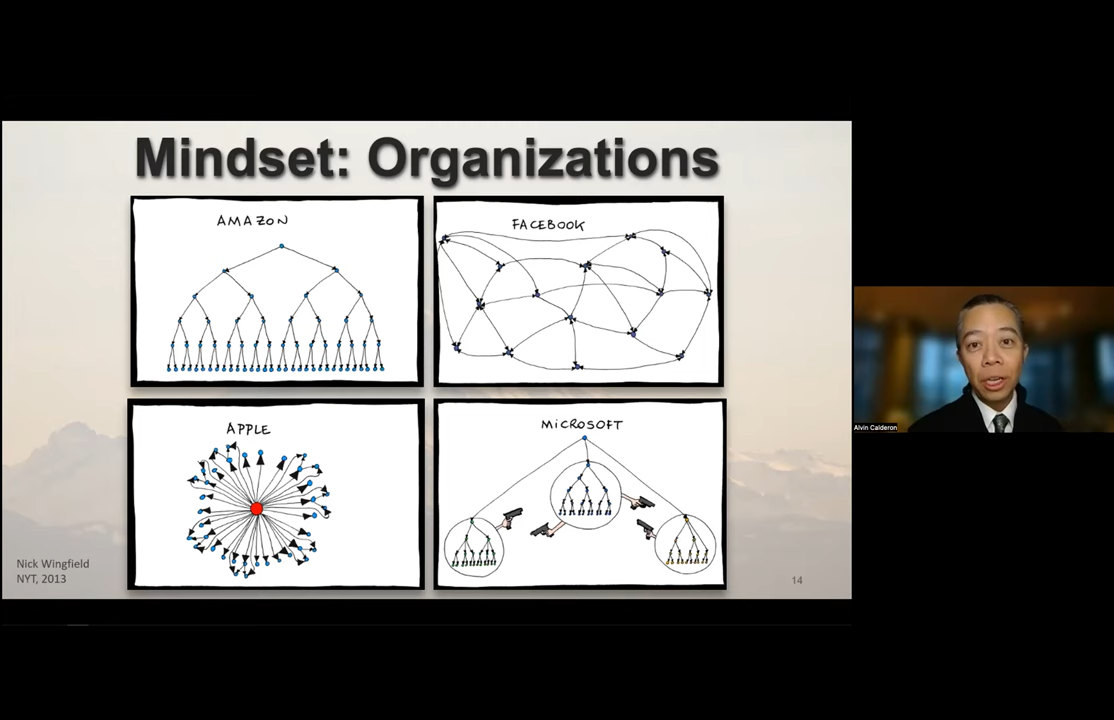 Mindset: Organizations
AMAZON
FACEBOOK
APPLE
MiCROSOFT
Nick Wingfield
NYT, 2013
14
Alvin Calderon